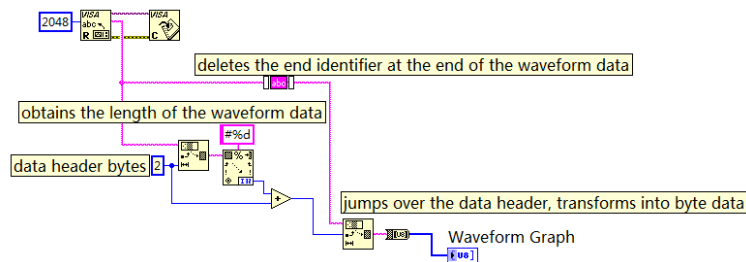 VISA
abc
R
VISA
C
2048
deletes the end identifier at the end of the waveform data
abc
obtains the length of the waveform data
#%d
data header bytes
2
%
+
jumps over the data header, transforms into byte data
[U8]
Waveform Graph
U8